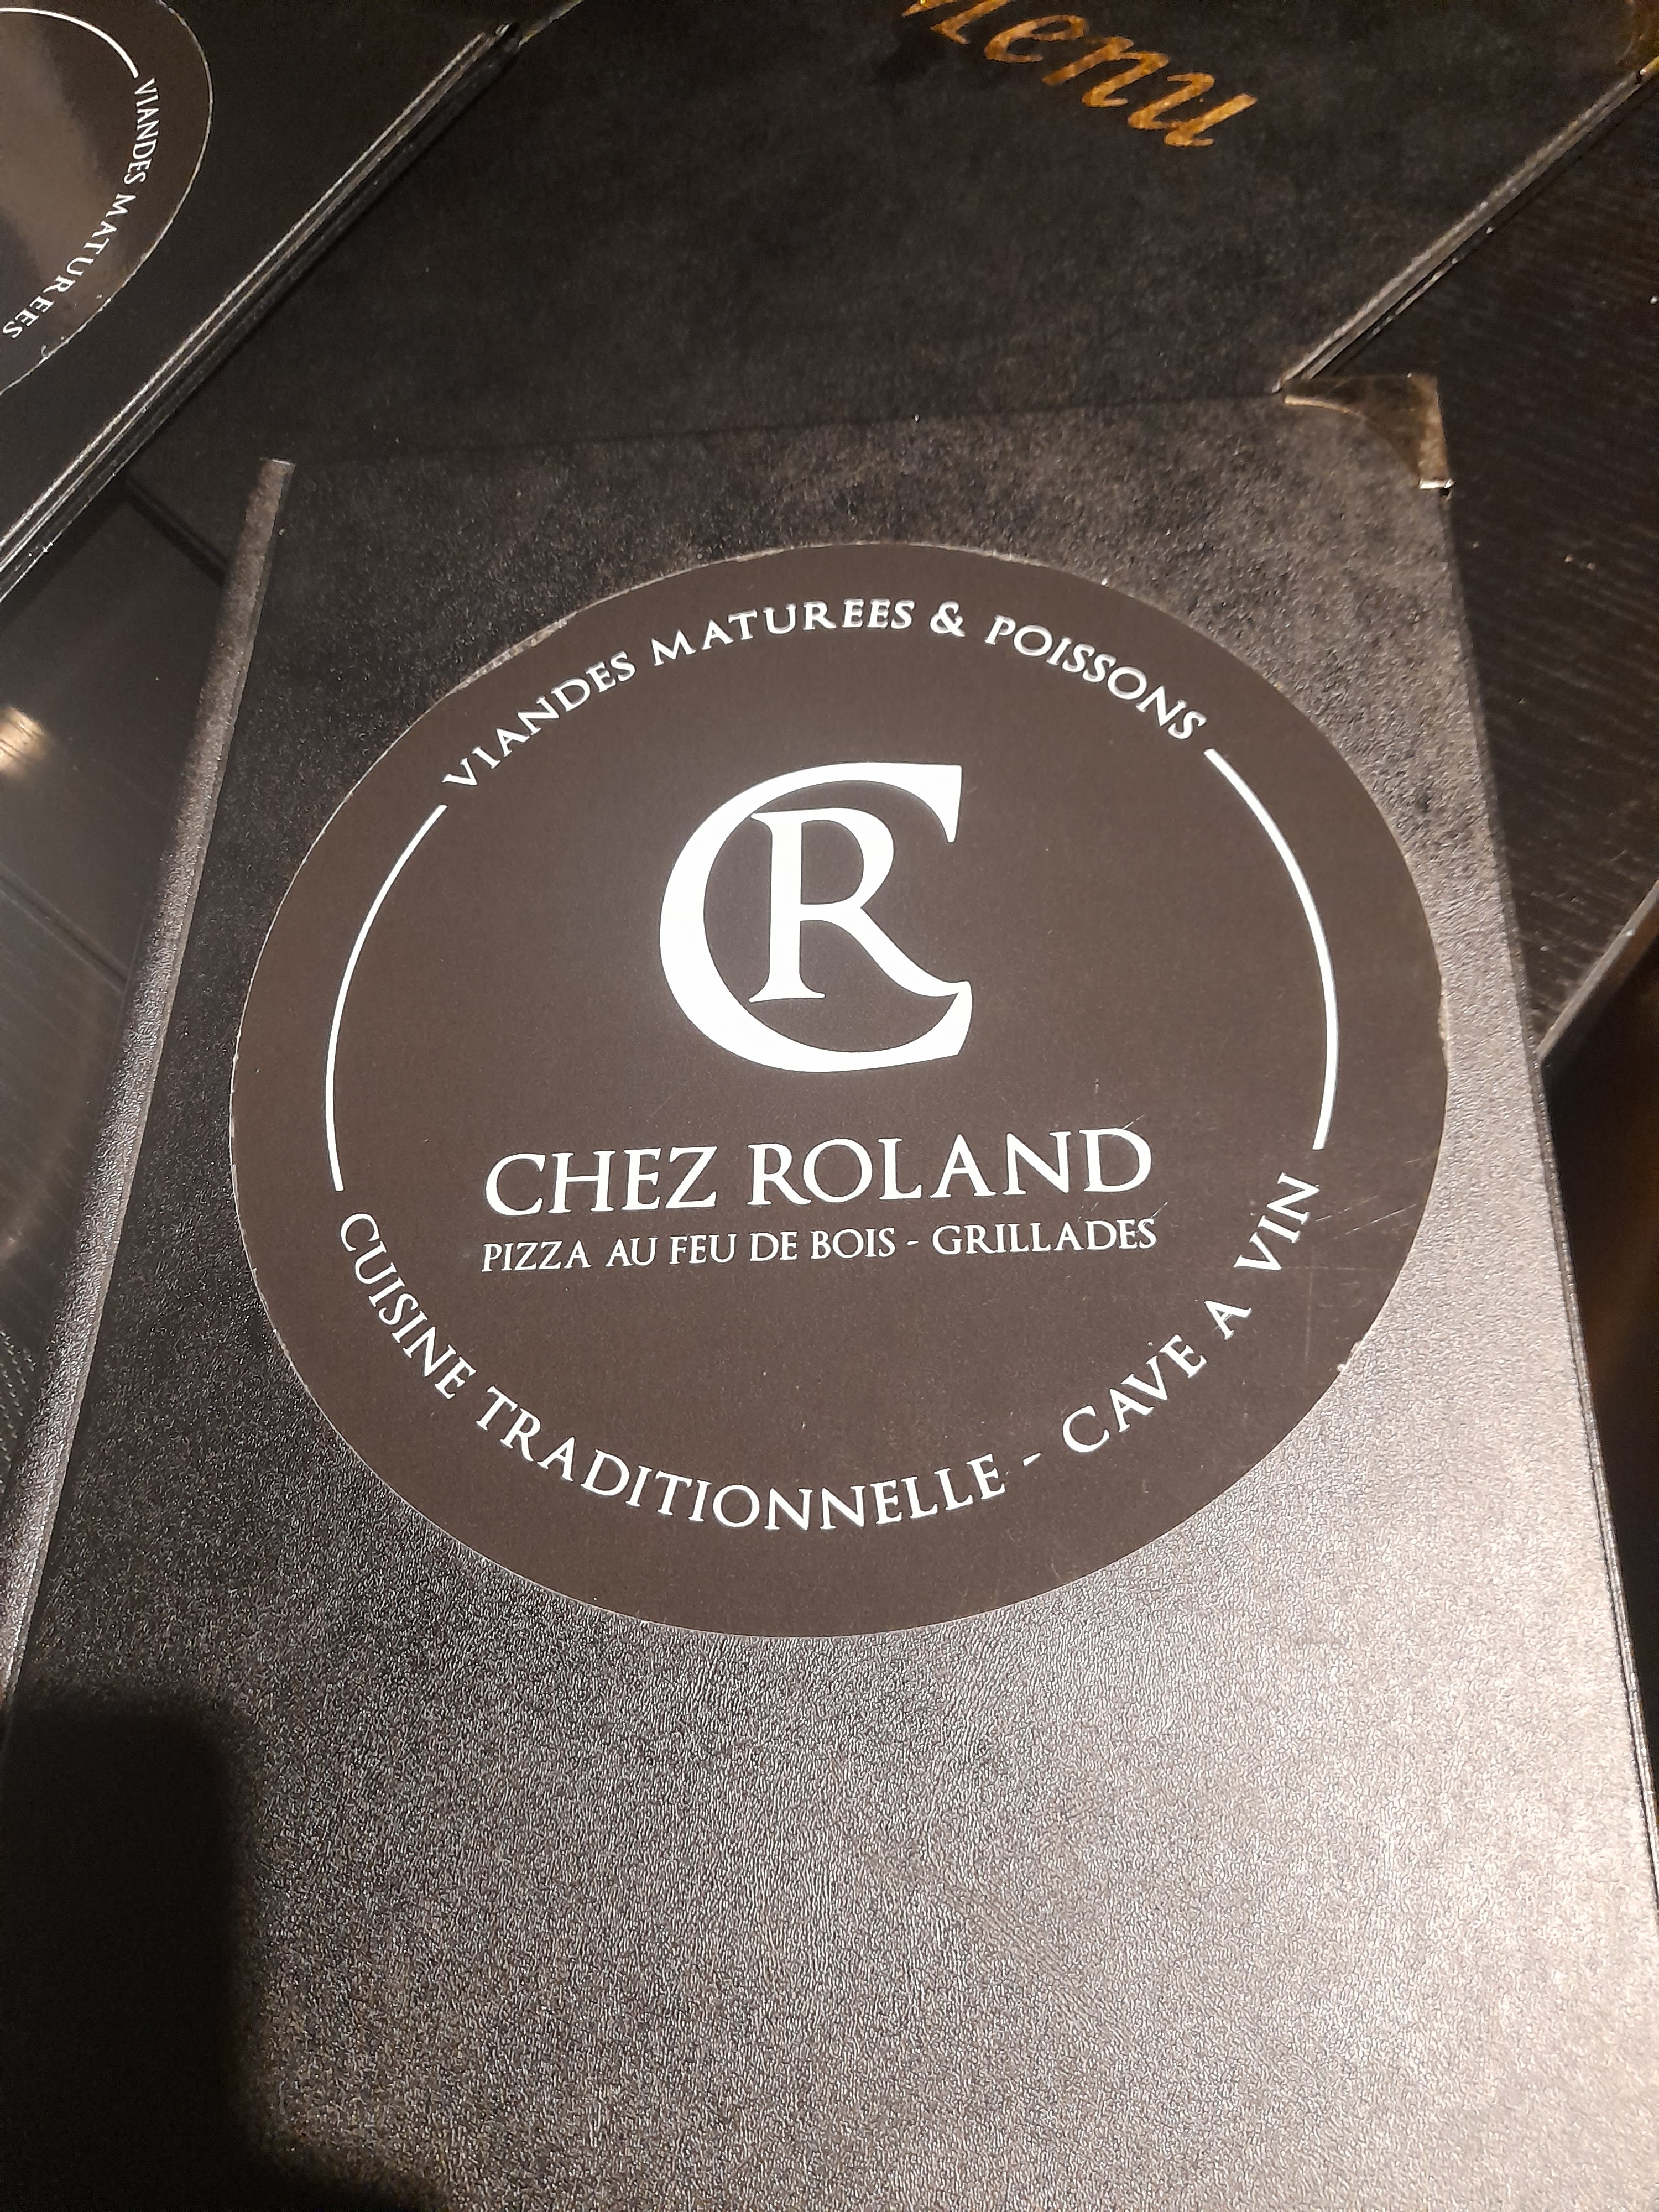 menu
VIANDES MATUREES
VIANDES MATUREES & POISSONS
CR
CHEZ ROLAND
PIZZA AU FEU DE BOIS - GRILLADES
CUISINE TRADITIONNELLE - CAVE A VIN